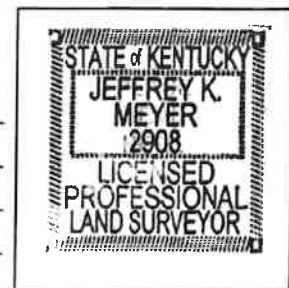 STATE of KENTUCKY
JEFFREY K.
MEYER
2908
LICENSED
PROFESSIONAL
LAND SURVEYOR